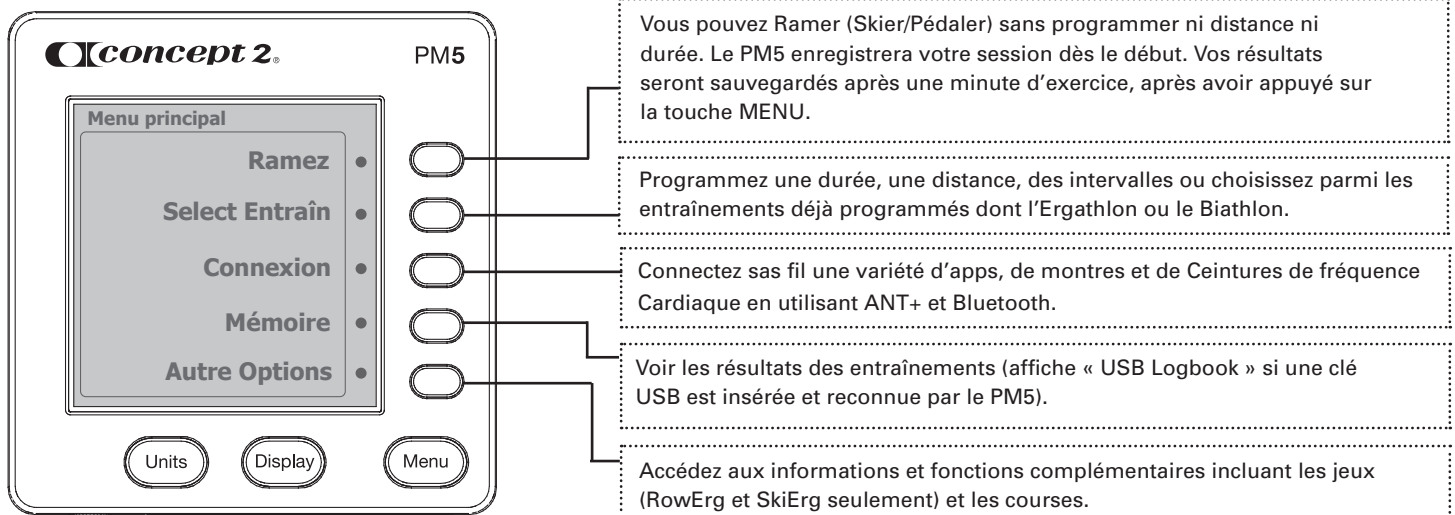 concept 2®
PM5
Menu principal
Ramez
Select Entraîn
Connexion
Mémoire
Autre Options
Units
Display
Menu
Vous pouvez Ramer (Skier/Pédaler) sans programmer ni distance ni
durée. Le PM5 enregistrera votre session dès le début. Vos résultats
seront sauvegardés après une minute d’exercice, après avoir appuyé sur
la touche MENU.
Programmez une durée, une distance, des intervalles ou choisissez parmi les
entraînements déjà programmés dont l’Ergathlon ou le Biathlon.
Connectez sas fil une variété d’apps, de montres et de Ceintures de fréquence
Cardiaque en utilisant ANT+ et Bluetooth.
Voir les résultats des entraînements (affiche « USB Logbook » si une clé
USB est insérée et reconnue par le PM5).
Accédez aux informations et fonctions complémentaires incluant les jeux
(RowErg et SkiErg seulement) et les courses.